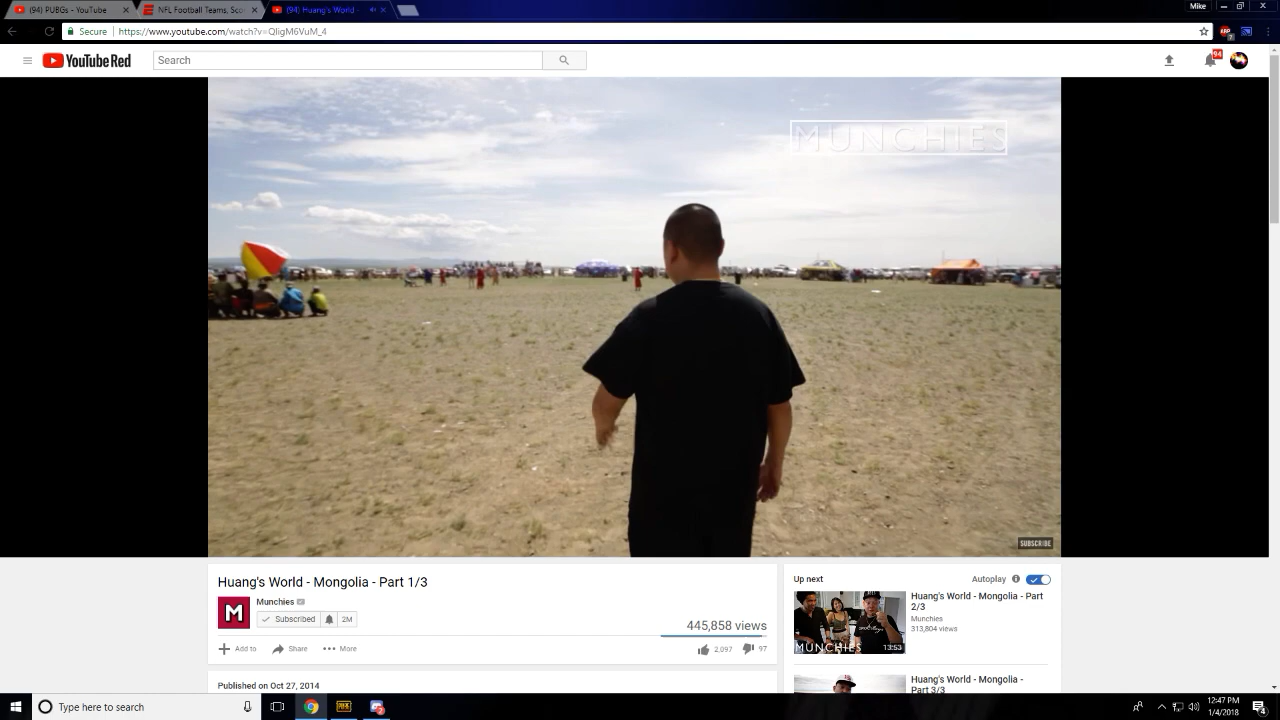 (94) PUBGs - YouTube
NFL Football Teams, Sco
(94) Huang's World -
Mike
Secure
https://www.youtube.com/watch?v=QIigM6VuM_4
ABP
7
YouTube Red
Search
94
MUNCHIES
SUBSCRIBE
Huang's World - Mongolia - Part 1/3
M
Munchies
Subscribed
2M
445,858 views
Add to
Share
More
2,097
97
Published on Oct 27, 2014
Up next
Autoplay
Huang's World - Mongolia - Part
2/3
Munchies
313,804 views
MUNCHIES
13:53
Huang's World - Mongolia -
Part 3/3
Type here to search
12:47 PM
1/4/2018